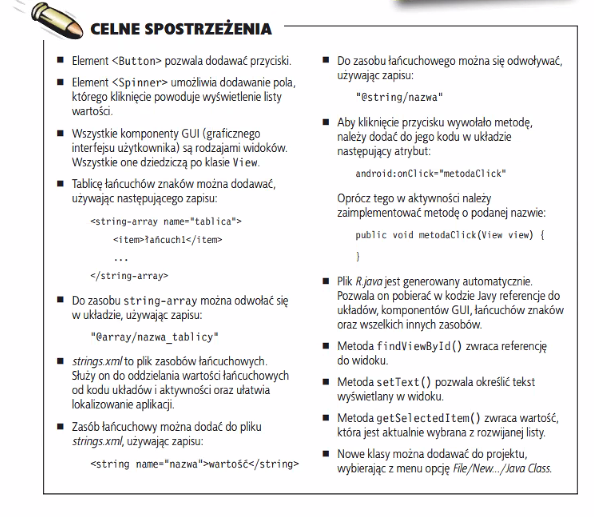 CELNE SPOSTRZEŻENIA
■ Element <Button> pozwala dodawać przyciski.
■ Element <Spinner> umożliwia dodawanie pola,
którego kliknięcie powoduje wyświetlenie listy
wartości.
■ Wszystkie komponenty GUI (graficznego
interfejsu użytkownika) są rodzajami widoków.
Wszystkie one dziedziczą po klasie View.
■ Tablicę łańcuchów znaków można dodawać,
używając następującego zapisu:
<string-array name="tablica">
<item>łańcuch1</item>
...
</string-array>
■ Do zasobu string-array można odwołać się
w układzie, używając zapisu:
"@array/nazwa_tablicy"
■ strings.xml to plik zasobów łańcuchowych.
Służy on do oddzielania wartości łańcuchowych
od kodu układów i aktywności oraz ułatwia
lokalizowanie aplikacji.
■ Zasób łańcuchowy można dodać do pliku
strings.xml, używając zapisu:
<string name="nazwa">wartość</string>
■ Do zasobu łańcuchowego można się odwoływać,
używając zapisu:
"@string/nazwa"
■ Aby kliknięcie przycisku wywołało metodę,
należy dodać do jego kodu w układzie
następujący atrybut:
android:onClick="metodaClick"
Oprócz tego w aktywności należy
zaimplementować metodę o podanej nazwie:
public void metodaClick(View view) {
}
■ Plik R.java jest generowany automatycznie.
Pozwala on pobierać w kodzie Javy referencje do
układów, komponentów GUI, łańcuchów znaków
oraz wszelkich innych zasobów.
■ Metoda findViewById() zwraca referencję
do widoku.
■ Metoda setText() pozwala określić tekst
wyświetlany w widoku.
■ Metoda getSelectedItem() zwraca wartość,
która jest aktualnie wybrana z rozwijanej listy.
■ Nowe klasy można dodawać do projektu,
wybierając z menu opcję File/New.../Java Class.